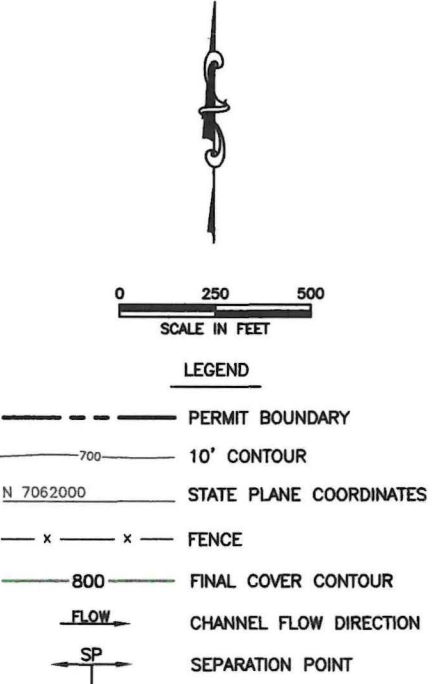 0 250 500
SCALE IN FEET
LEGEND
PERMIT BOUNDARY
700 10' CONTOUR
N 7062000 STATE PLANE COORDINATES
x x FENCE
800 FINAL COVER CONTOUR
FLOW CHANNEL FLOW DIRECTION
SP SEPARATION POINT